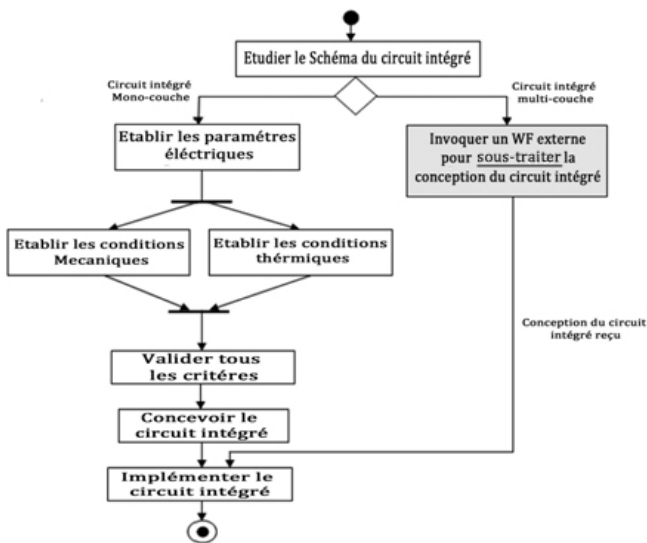 Etudier le Schéma du circuit intégré
Circuit intégré
Mono-couche
Circuit intégré
multi-couche
Etablir les paramétres
éléctriques
Invoquer un WF externe
pour sous-traiter la
conception du circuit intégré
Etablir les conditions
Mecaniques
Etablir les conditions
thérmiques
Conception du circuit
intégré reçu
Valider tous
les critéres
Concevoir le
circuit intégré
Implémenter le
circuit intégré